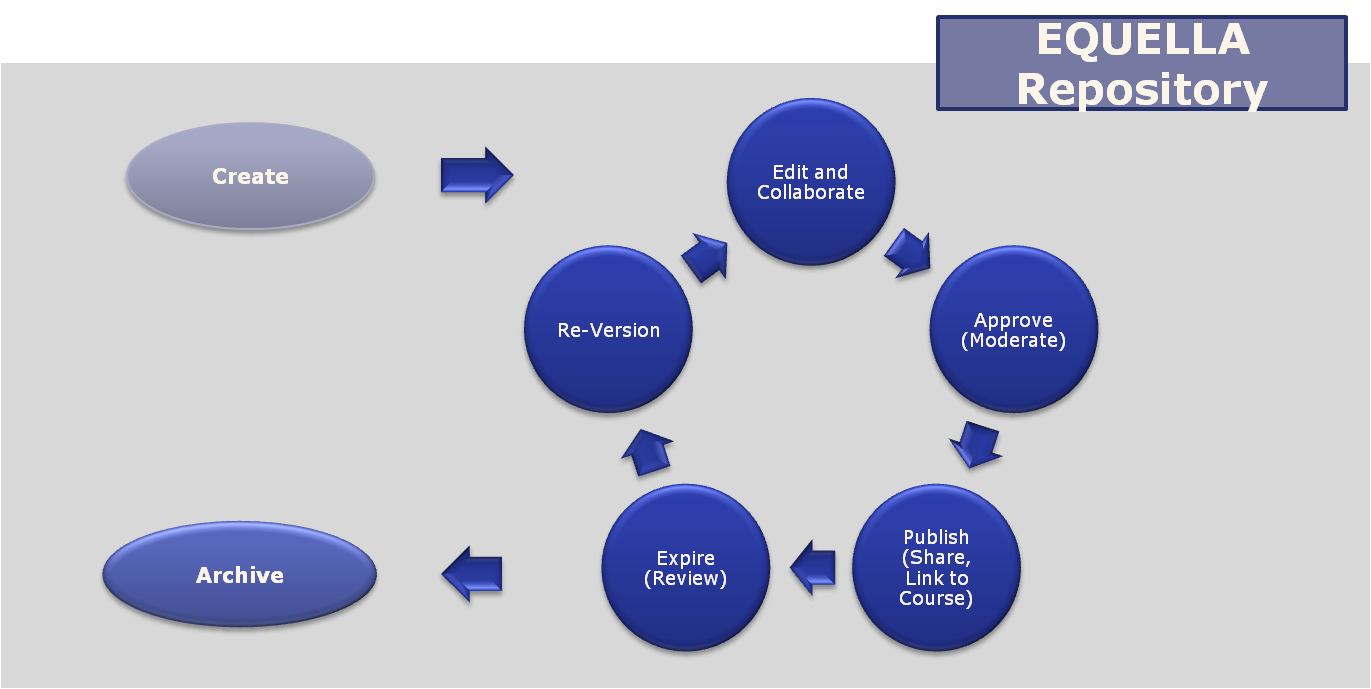 EQUELLA
Repository
Create
Edit and
Collaborate
Approve
(Moderate)
Re-Version
Publish
(Share,
Link to
Course)
Expire
(Review)
Archive